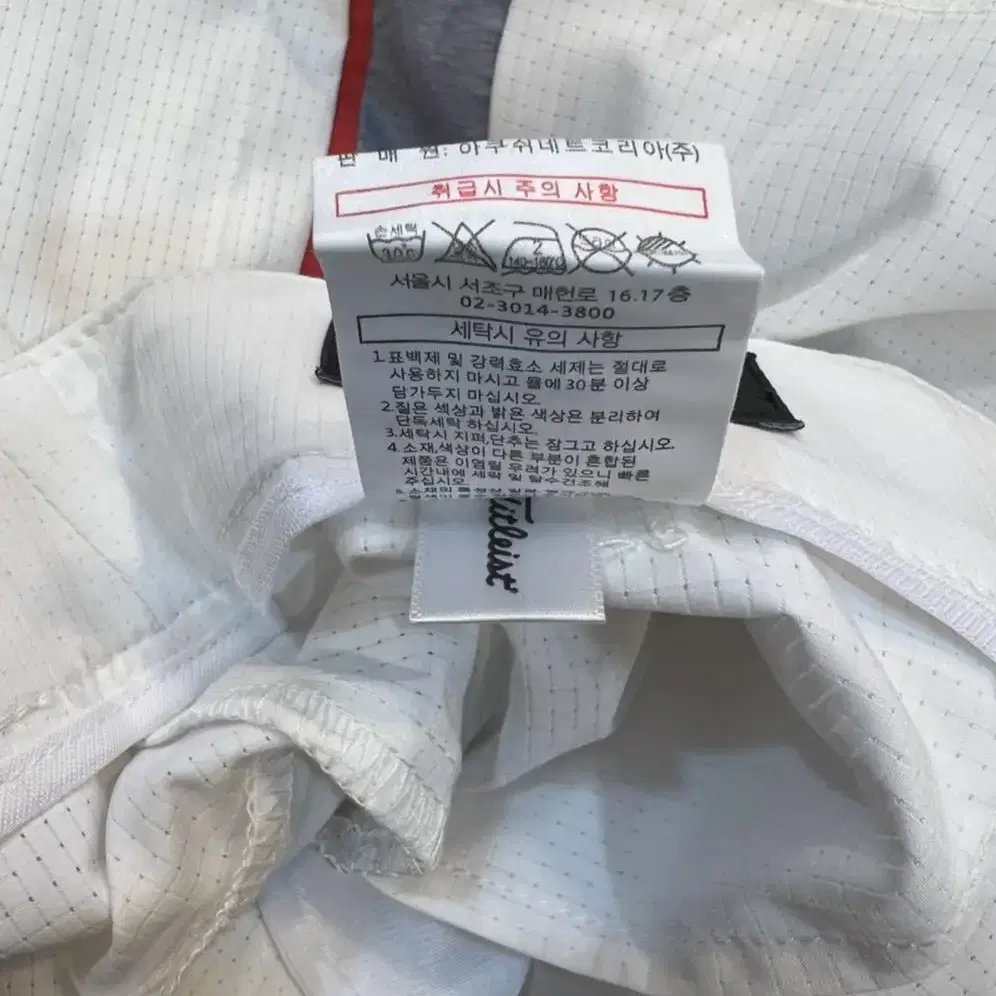 판 매 원: 아쿠쉬네트코리아(주)
취급시 주의 사항
손세탁
30℃
2
140-160℃
서울시 서초구 매헌로 16.17층
02-3014-3800
세탁시 유의 사항
1.표백제 및 강력효소 세제는 절대로
사용하지 마시고 물에 30분 이상
담가두지 마십시오.
2.짙은 색상과 밝은 색상은 분리하여
단독세탁 하십시오.
3.세탁시 지퍼,단추는 잠그고 하십시오.
4.소재,색상이 다른 부분이 혼합된
제품은 이염될 우려가 있으니 빠른
시간내에 세탁 및 탈수건조해
주십시오.
Titleist